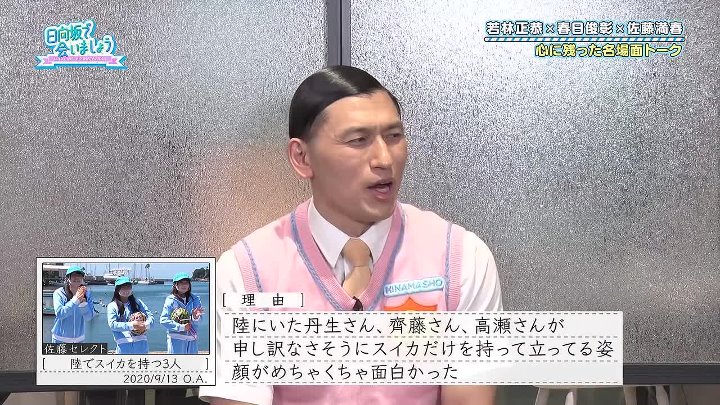 日向坂で
会いましょう
若林正恭×春日俊彰×佐藤満春
心に残った名場面トーク
HINAMASHO
[ 理 由 ]
陸にいた丹生さん、齊藤さん、高瀬さんが
申し訳なさそうにスイカだけを持って立ってる姿
顔がめちゃくちゃ面白かった
佐藤セレクト
[ 陸でスイカを持つ3人 ]
2020/9/13 O.A.